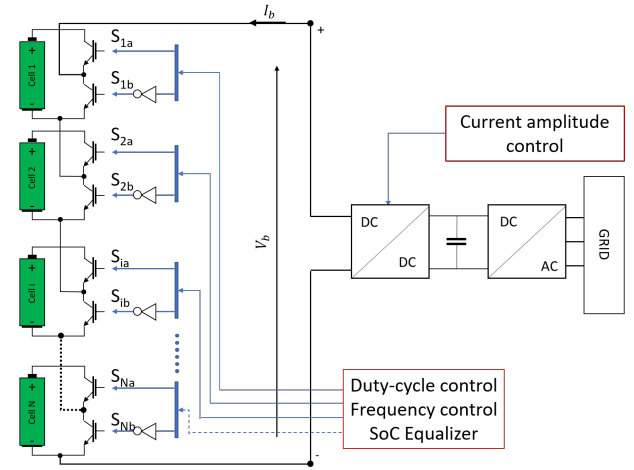 I_b
+
S_1a
+
Cell 1
-
S_1b
S_2a
+
Cell 2
-
S_2b
Current amplitude
control
V_b
DC
DC
=
DC
AC
GRID
S_ia
+
Cell i
-
S_ib
S_Na
+
Cell N
-
S_Nb
Duty-cycle control
Frequency control
SoC Equalizer
-